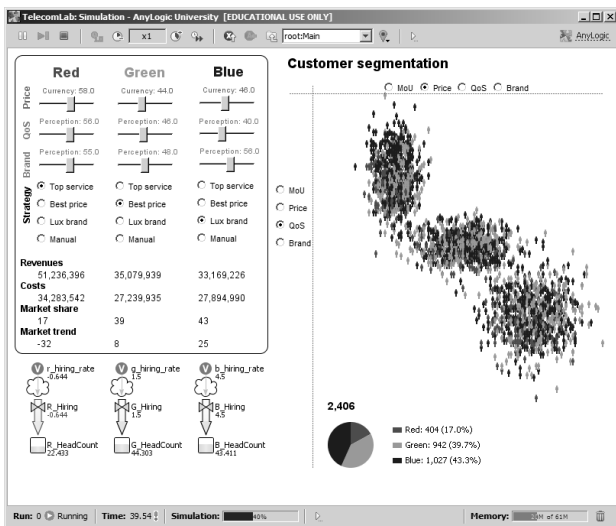 TelecomLab: Simulation - AnyLogic University [EDUCATIONAL USE ONLY]
x1
root:Main
AnyLogic
Red Green Blue
Price
Currency: 58.0 Currency: 44.0 Currency: 46.0
QoS
Perception: 56.0 Perception: 46.0 Perception: 40.0
Brand
Perception: 55.0 Perception: 48.0 Perception: 56.0
Strategy
Top service Top service Top service
Best price Best price Best price
Lux brand Lux brand Lux brand
Manual Manual Manual
Revenues
51,236,396 35,079,939 33,169,226
Costs
34,283,542 27,239,935 27,894,990
Market share
17 39 43
Market trend
-32 8 25
V r_hiring_rate V g_hiring_rate V b_hiring_rate
-0.644 1.5 4.5
R_Hiring G_Hiring B_Hiring
-0.644 1.5 4.5
R_HeadCount G_HeadCount B_HeadCount
22.433 44.303 43.411
Customer segmentation
MoU Price QoS Brand
MoU
Price
QoS
Brand
2,406
Red: 404 (17.0%)
Green: 942 (39.7%)
Blue: 1,027 (43.3%)
Run: 0 Running Time: 39.54 Simulation: 40% Memory: of 61M